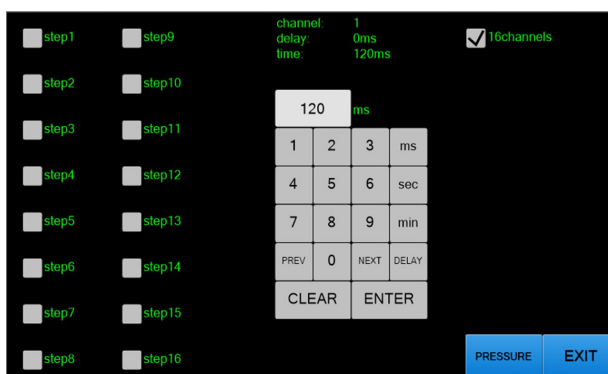 step1
step2
step3
step4
step5
step6
step7
step8
step9
step10
step11
step12
step13
step14
step15
step16
channel: 1
delay: 0ms
time: 120ms
120 ms
1 2 3 ms
4 5 6 sec
7 8 9 min
PREV 0 NEXT DELAY
CLEAR ENTER
16channels
PRESSURE EXIT